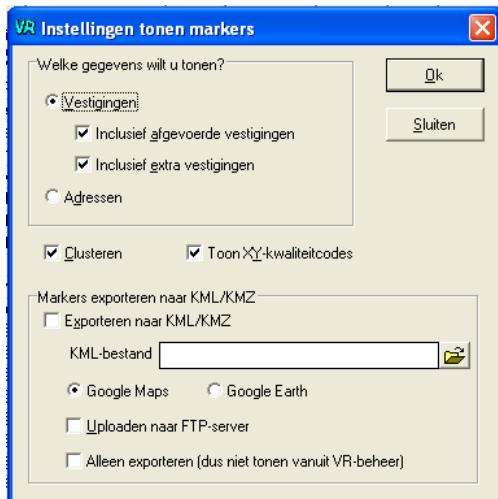 VR Instellingen tonen markers
Welke gegevens wilt u tonen?
Ok
Vestigingen
Sluiten
Inclusief afgevoerde vestigingen
Inclusief extra vestigingen
Adressen
Clusteren
Toon XY-kwaliteitcodes
Markers exporteren naar KML/KMZ
Exporteren naar KML/KMZ
KML-bestand
Google Maps
Google Earth
Uploaden naar FTP-server
Alleen exporteren (dus niet tonen vanuit VR-beheer)